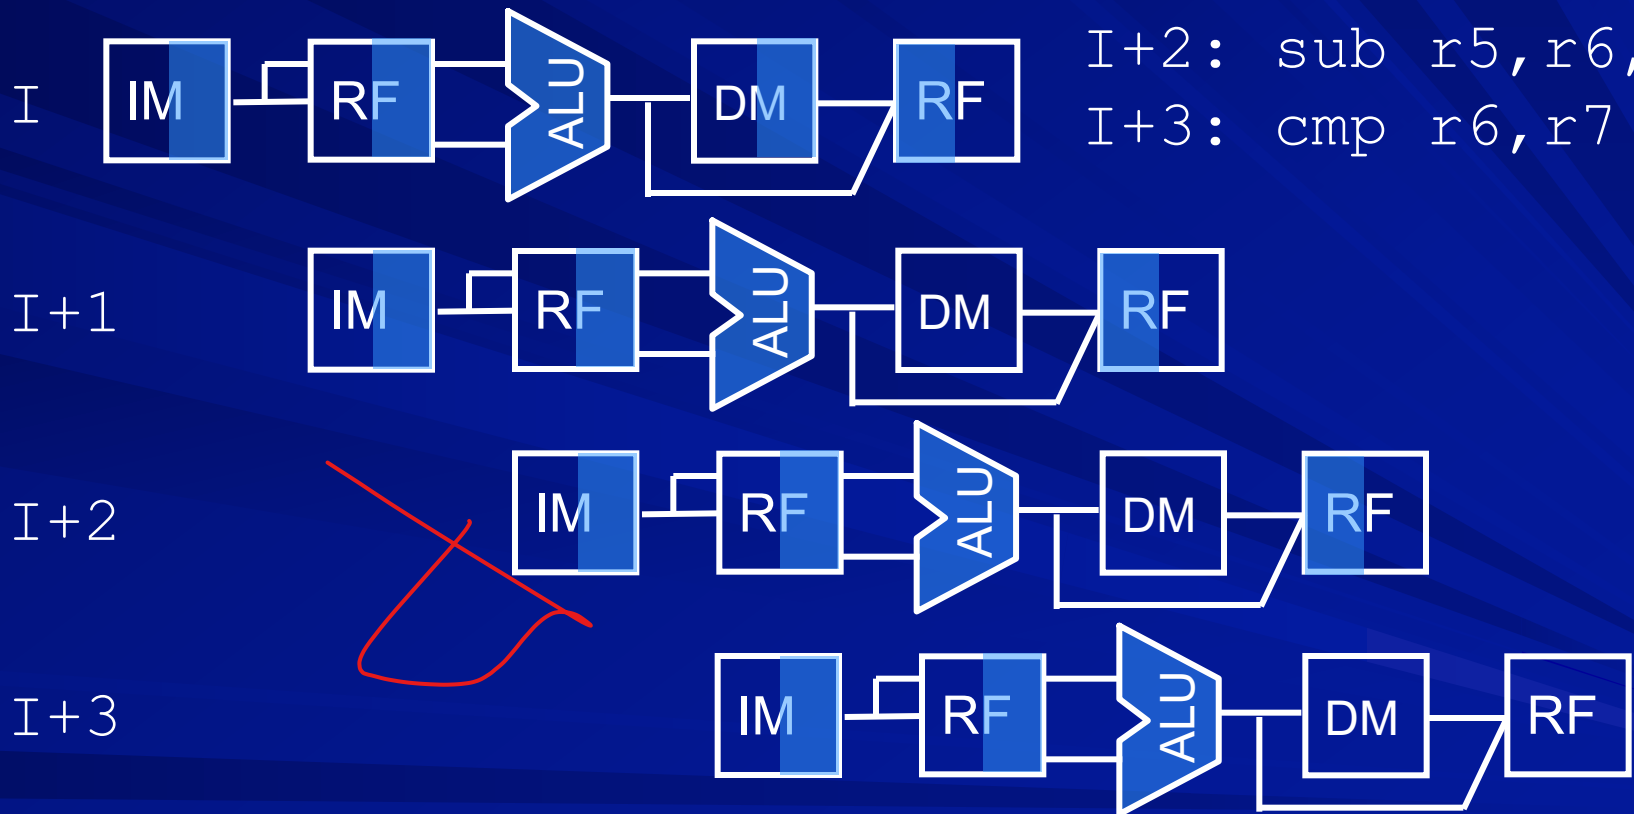 I+2: sub r5,r6,
I+3: cmp r6,r7
I IM RF ALU DM RF
I+1 IM RF ALU DM RF
I+2 IM RF ALU DM RF
I+3 IM RF ALU DM RF